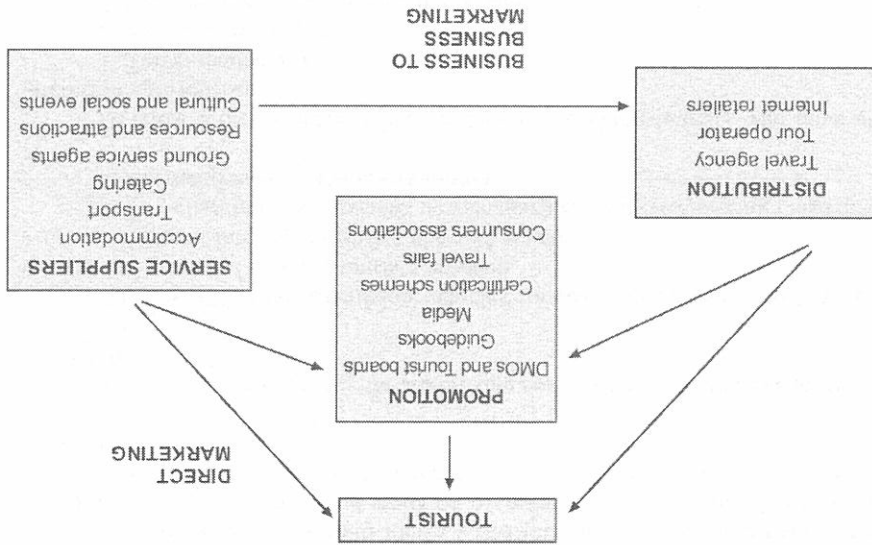 TOURIST
DIRECT
MARKETING
PROMOTION
DMOs and Tourist boards
Guidebooks
Media
Certification schemes
Travel fairs
Consumers associations
SERVICE SUPPLIERS
Accommodation
Transport
Catering
Ground service agents
Resources and attractions
Cultural and social events
DISTRIBUTION
Travel agency
Tour operator
Internet retailers
BUSINESS TO
BUSINESS
MARKETING